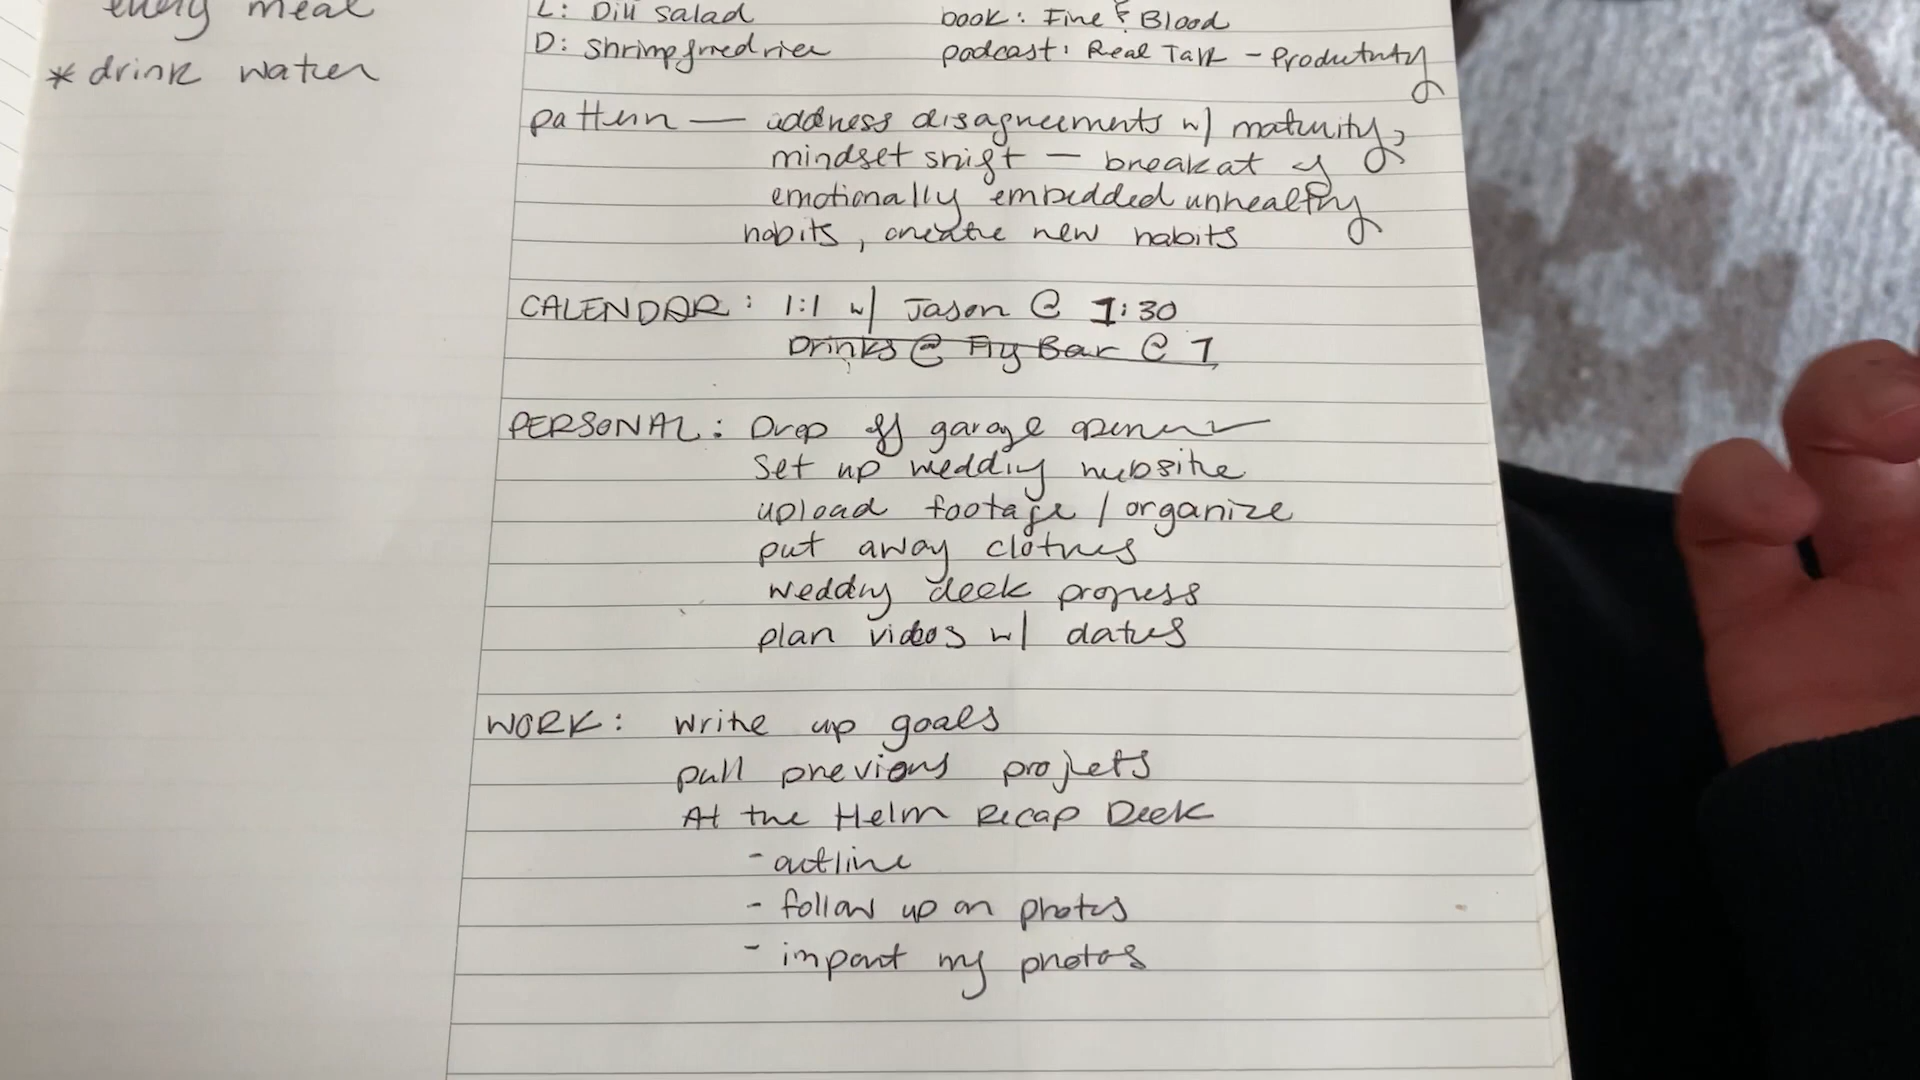 every meal
* drink water
L: Dill salad
book: Fire & Blood
D: shrimp fried rice
podcast: Real Talk - Productivity
pattern — address disagreements w/ maturity,
mindset shift — break out of
emotionally embedded unhealthy
habits, create new habits
CALENDAR: 1:1 w/ Jason @ 1:30
Drinks @ Fig Bar @ 7
PERSONAL: Drop off garage opener
set up wedding website
upload footage / organize
put away clothes
wedding deck progress
plan videos w/ dates
WORK: write up goals
pull previous projects
At the Helm Recap Deck
- outline
- follow up on photos
- import my photos